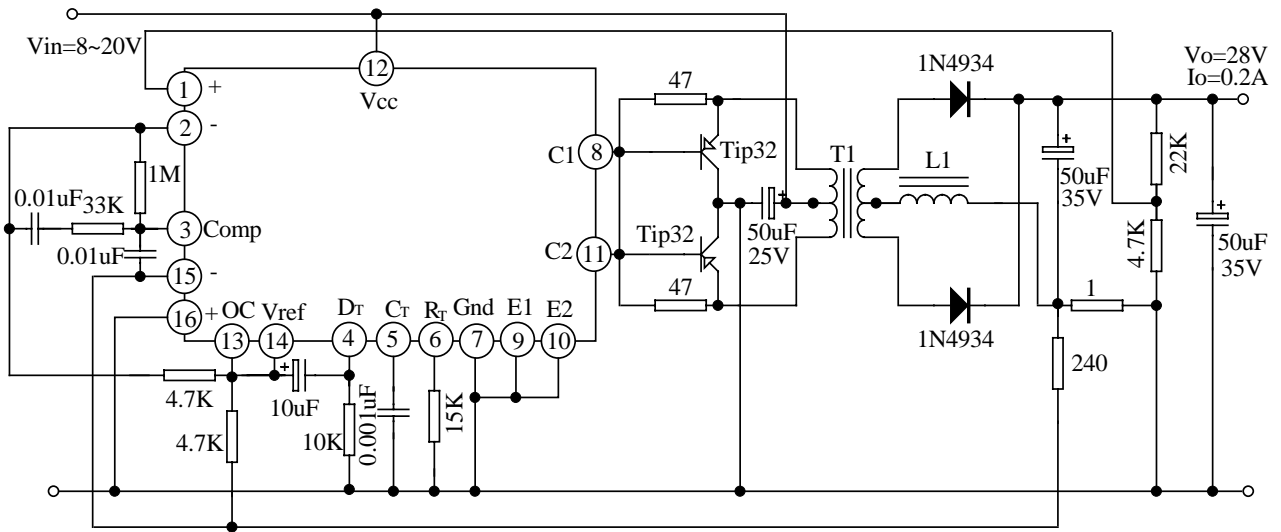 Vin=8~20V
12
Vcc
1
+
2
-
1M
0.01uF
33K
3
Comp
0.01uF
15
-
16
+
OC
13
Vref
14
DT
4
CT
5
RT
6
Gnd
7
E1
9
E2
10
C1
8
C2
11
4.7K
4.7K
+
10uF
10K
0.001uF
15K
47
Tip32
Tip32
47
+
50uF
25V
T1
L1
1N4934
1N4934
+
50uF
35V
22K
4.7K
1
240
Vo=28V
Io=0.2A
+
50uF
35V